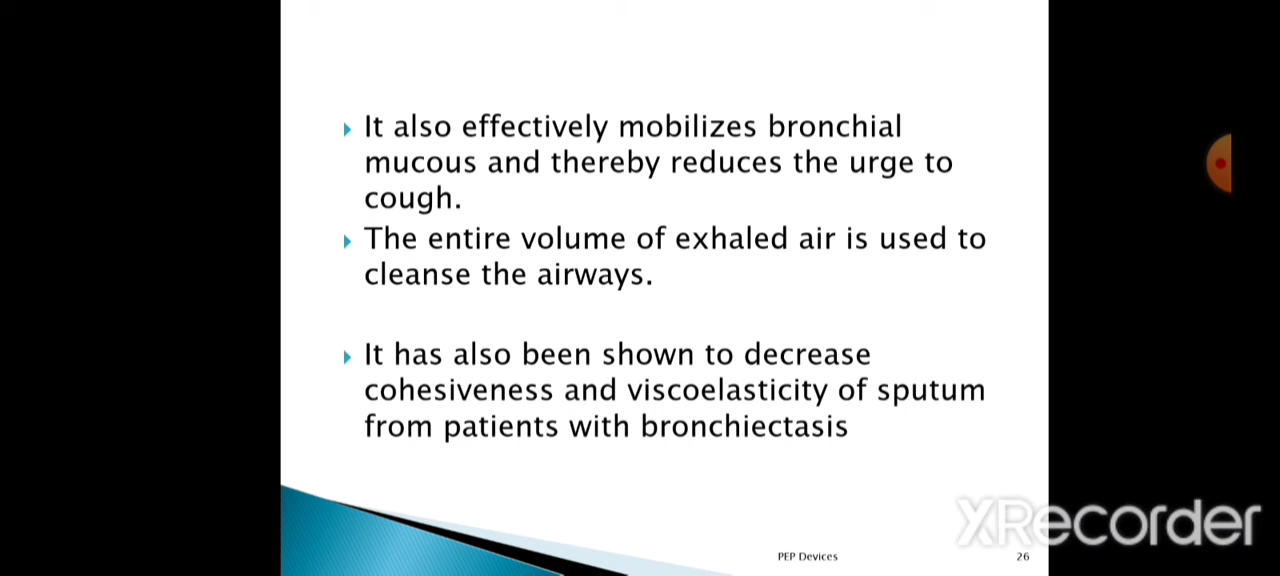 It also effectively mobilizes bronchial
mucous and thereby reduces the urge to
cough.
The entire volume of exhaled air is used to
cleanse the airways.
It has also been shown to decrease
cohesiveness and viscoelasticity of sputum
from patients with bronchiectasis
XRecorder
PEP Devices 26